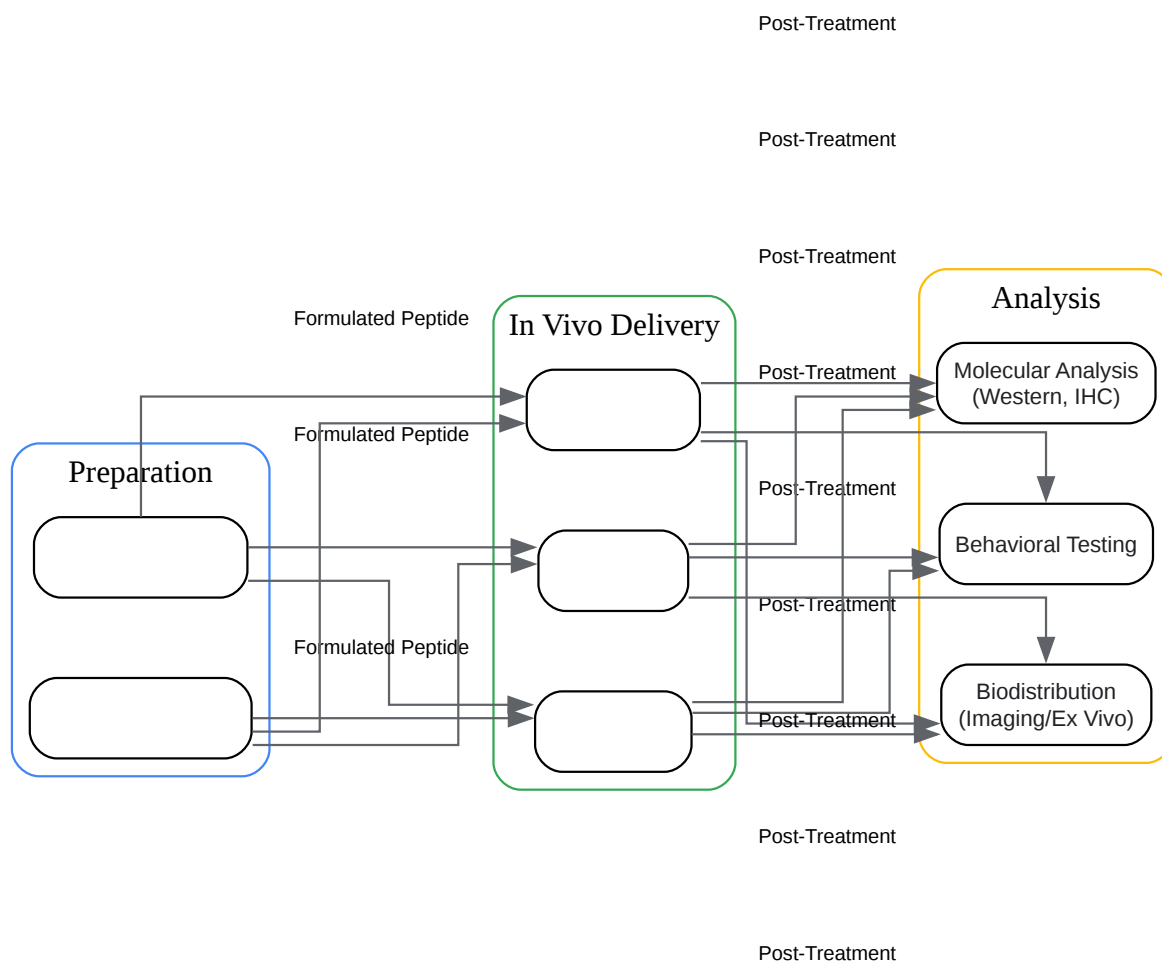 Post-Treatment
Post-Treatment
Post-Treatment
Analysis
Formulated Peptide
In Vivo Delivery
Post-Treatment
Molecular Analysis
(Western, IHC)
Formulated Peptide
Preparation
Post-Treatment
Behavioral Testing
Post-Treatment
Formulated Peptide
Biodistribution
(Imaging/Ex Vivo)
Post-Treatment
Post-Treatment
Post-Treatment